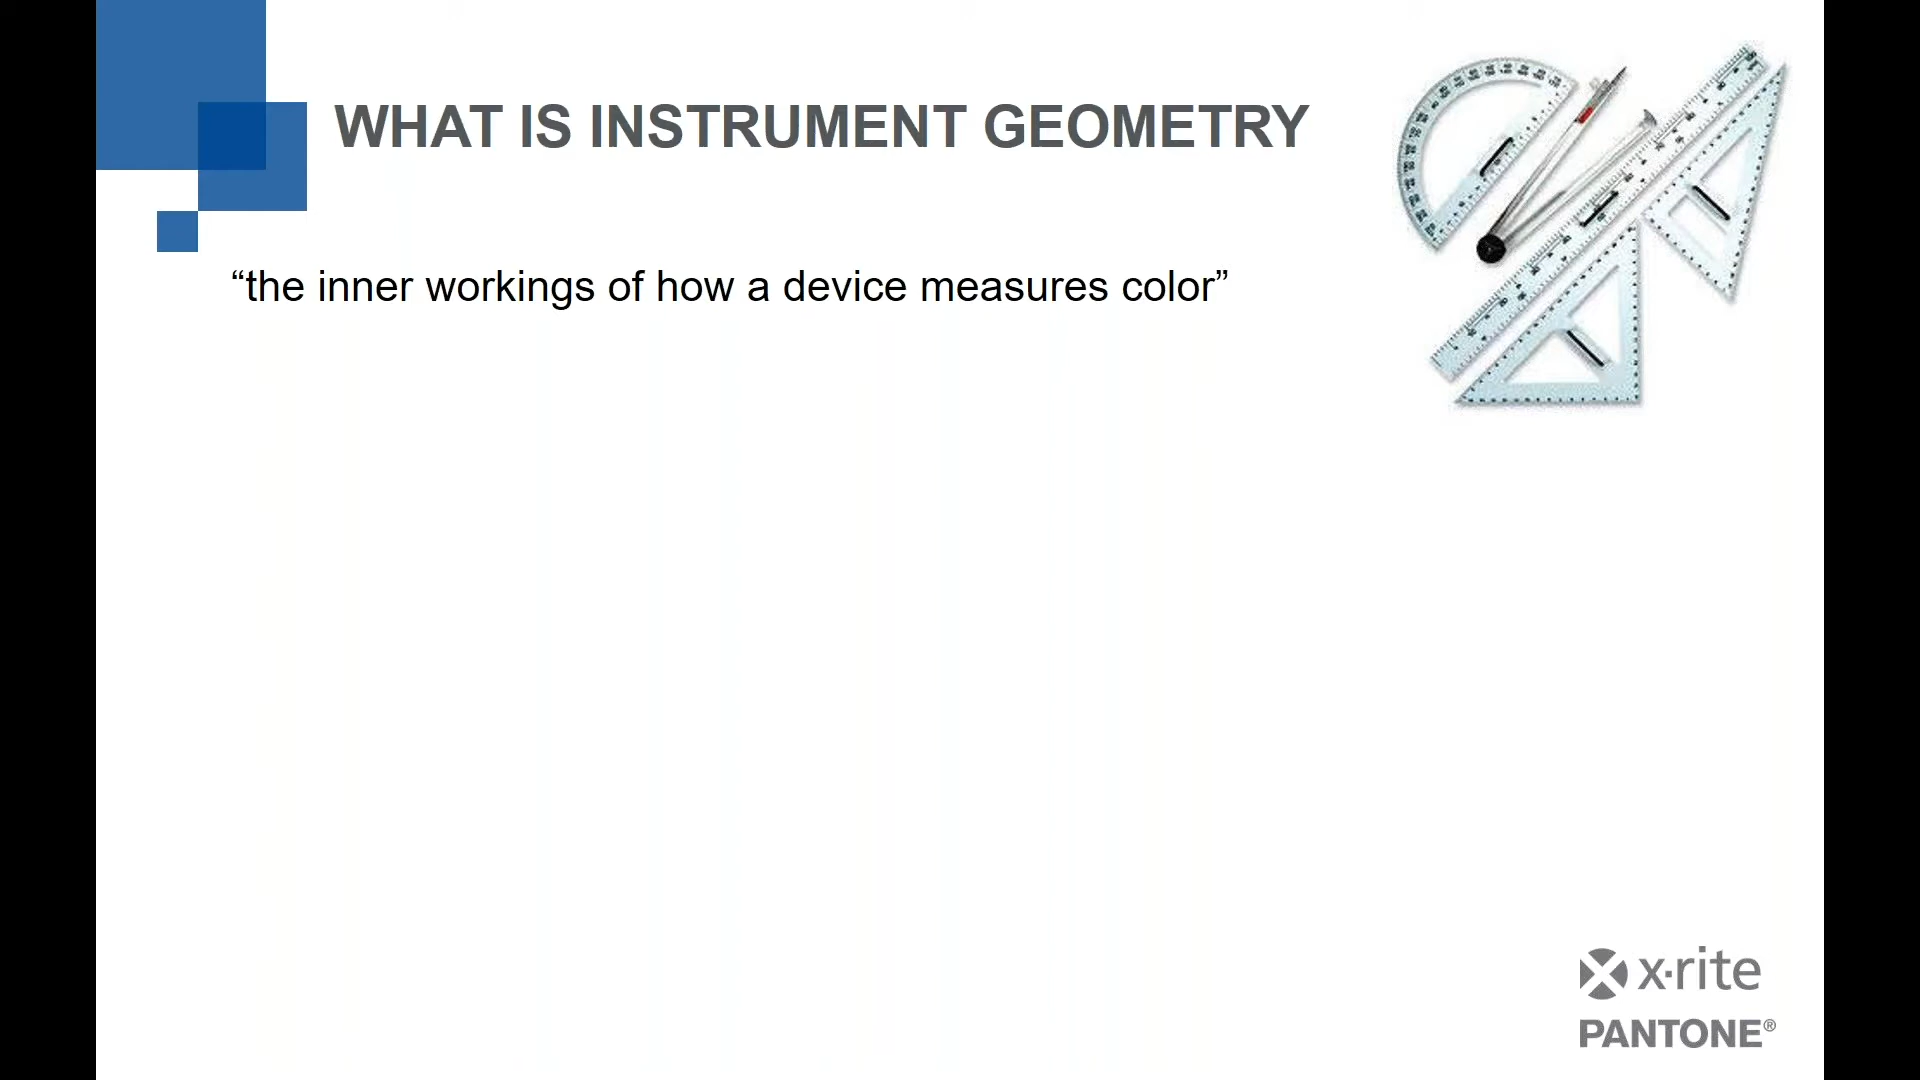 WHAT IS INSTRUMENT GEOMETRY
“the inner workings of how a device measures color”
x·rite
PANTONE®